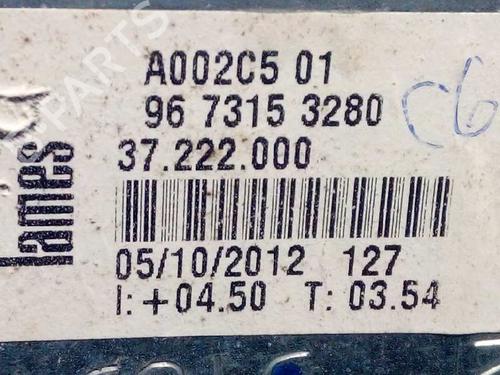 A002C5 01
96 7315 3280
37.222.000
lames
05/10/2012 127
I:+04.50 T: 03.54
C6